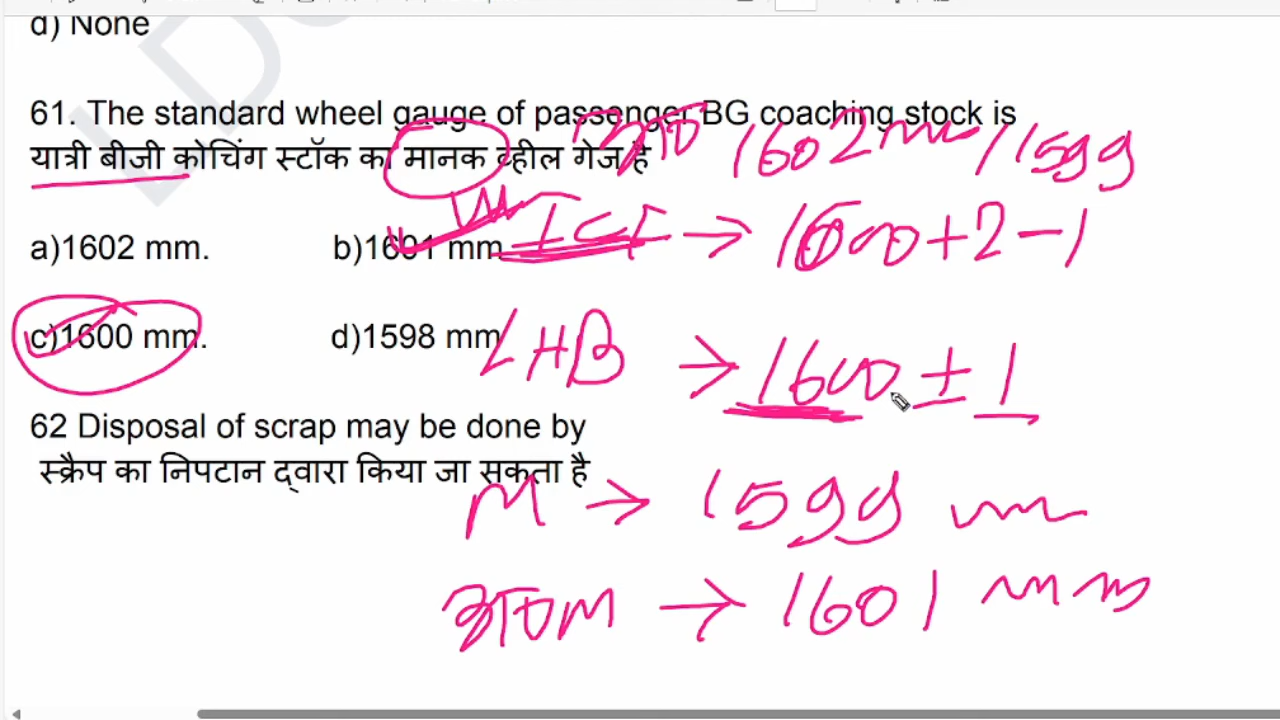 d) None
61. The standard wheel gauge of passenger BG coaching stock is
यात्री बीजी कोचिंग स्टॉक का मानक व्हील गेज है
1602 mm / 1599
a)1602 mm. b)1601 mm
ICF → 1600 + 2 - 1
c)1600 mm. d)1598 mm
LHB → 1600 ± 1
62 Disposal of scrap may be done by
स्क्रैप का निपटान द्वारा किया जा सकता है
M → 1599 mm
→ 1601 mm